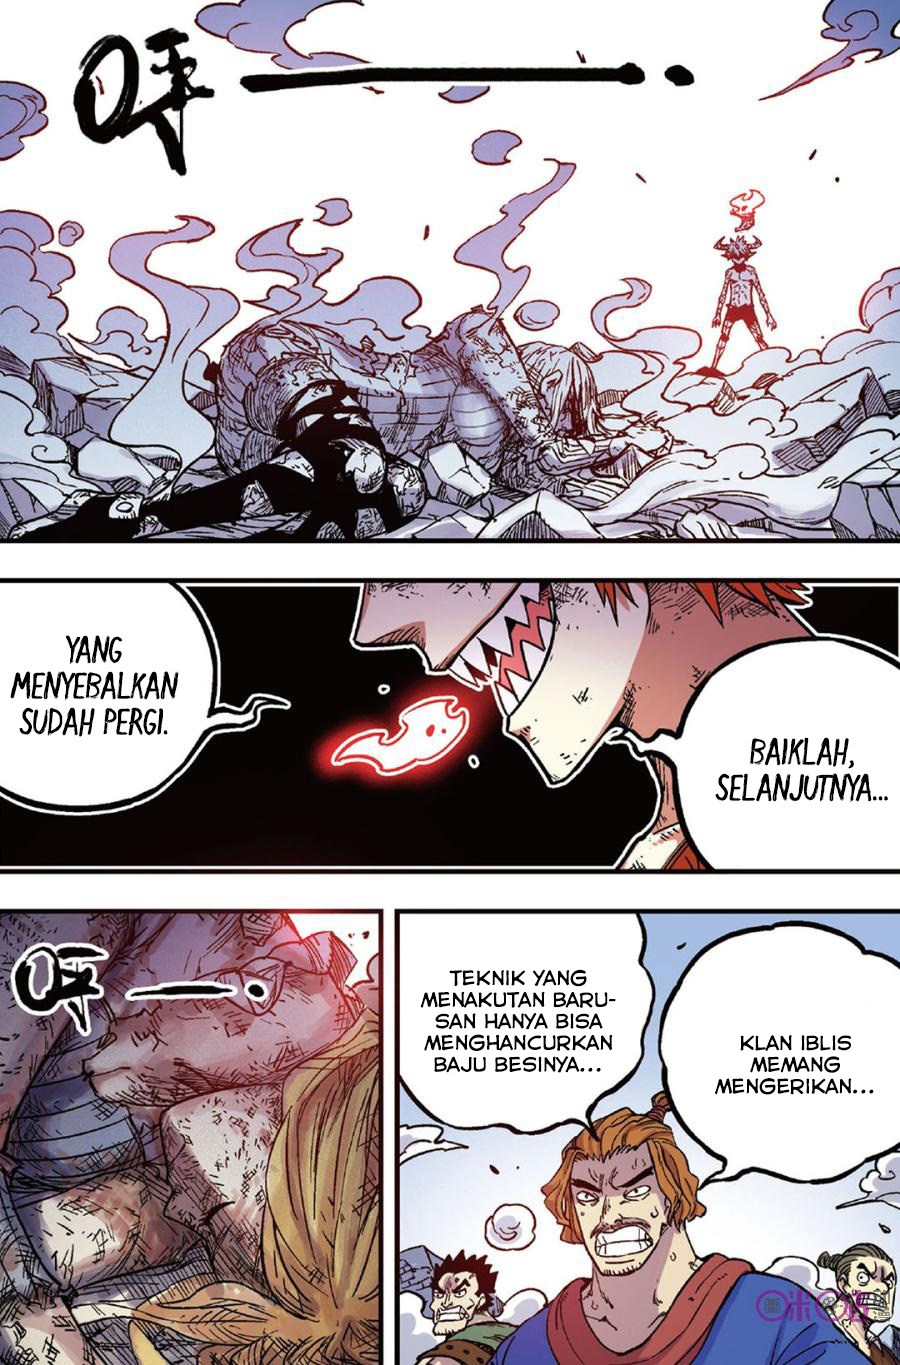 呼——.
YANG
MENYEBALKAN
SUDAH PERGI.
BAIKLAH,
SELANJUTNYA...
呼——.
TEKNIK YANG
MENAKUTAN BARU-
SAN HANYA BISA
MENGHANCURKAN
BAJU BESINYA...
KLAN IBLIS
MEMANG
MENGERIKAN...